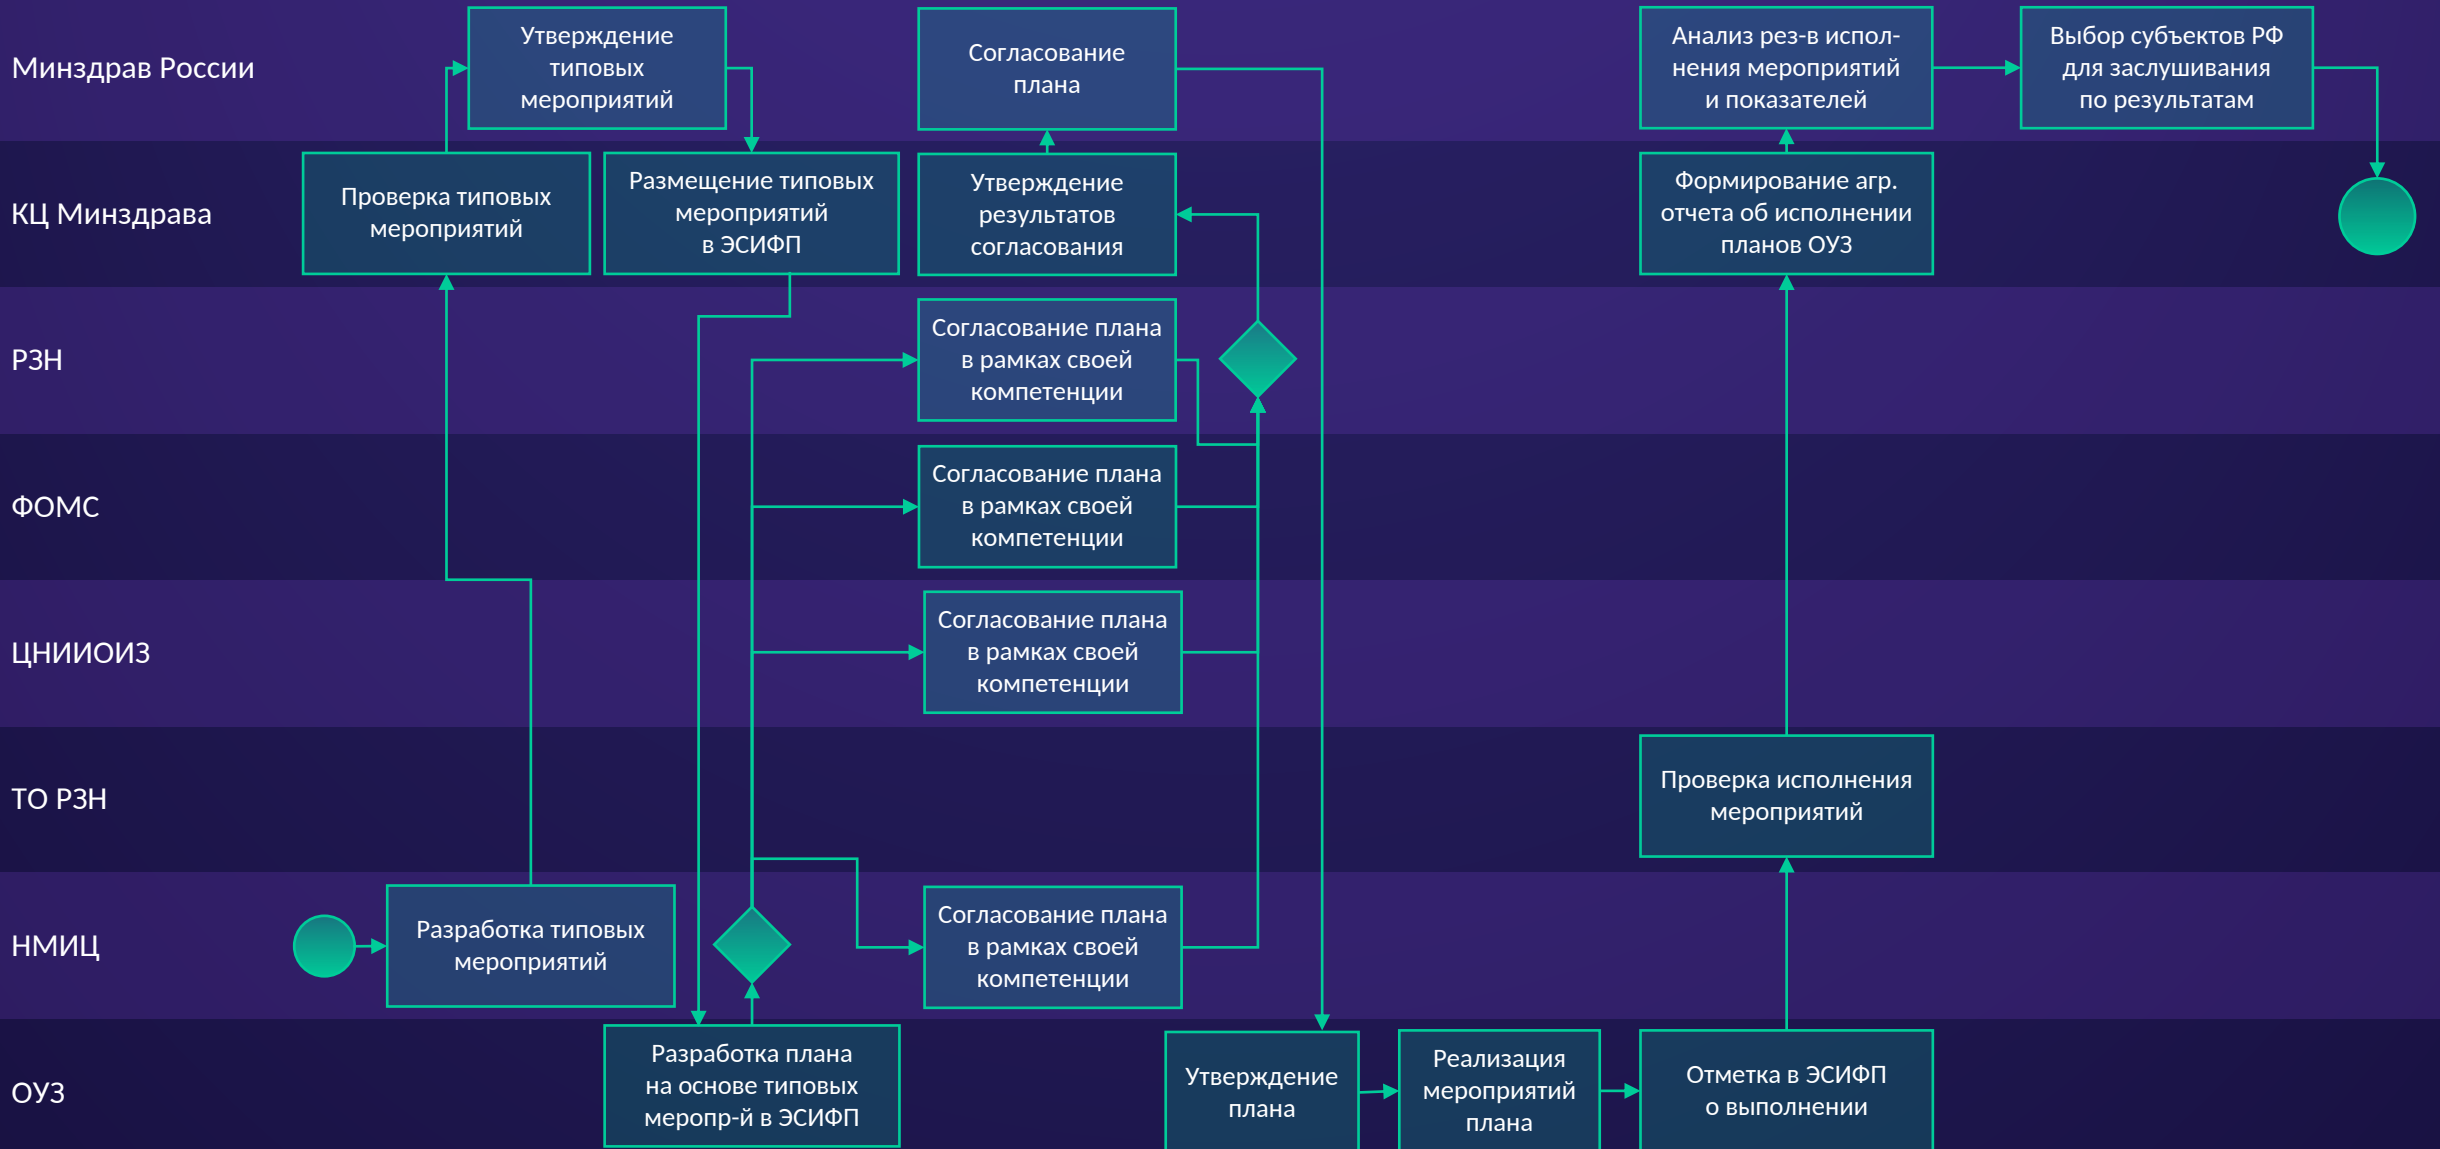 Минздрав России
Утверждение
типовых
мероприятий
Согласование
плана
Анализ рез-в испол-
нения мероприятий
и показателей
Выбор субъектов РФ
для заслушивания
по результатам
КЦ Минздрава
Проверка типовых
мероприятий
Размещение типовых
мероприятий
в ЭСИФП
Утверждение
результатов
согласования
Формирование агр.
отчета об исполнении
планов ОУЗ
РЗН
Согласование плана
в рамках своей
компетенции
ФОМС
Согласование плана
в рамках своей
компетенции
ЦНИИОИЗ
Согласование плана
в рамках своей
компетенции
ТО РЗН
Проверка исполнения
мероприятий
НМИЦ
Разработка типовых
мероприятий
Согласование плана
в рамках своей
компетенции
ОУЗ
Разработка плана
на основе типовых
меропр-й в ЭСИФП
Утверждение
плана
Реализация
мероприятий
плана
Отметка в ЭСИФП
о выполнении